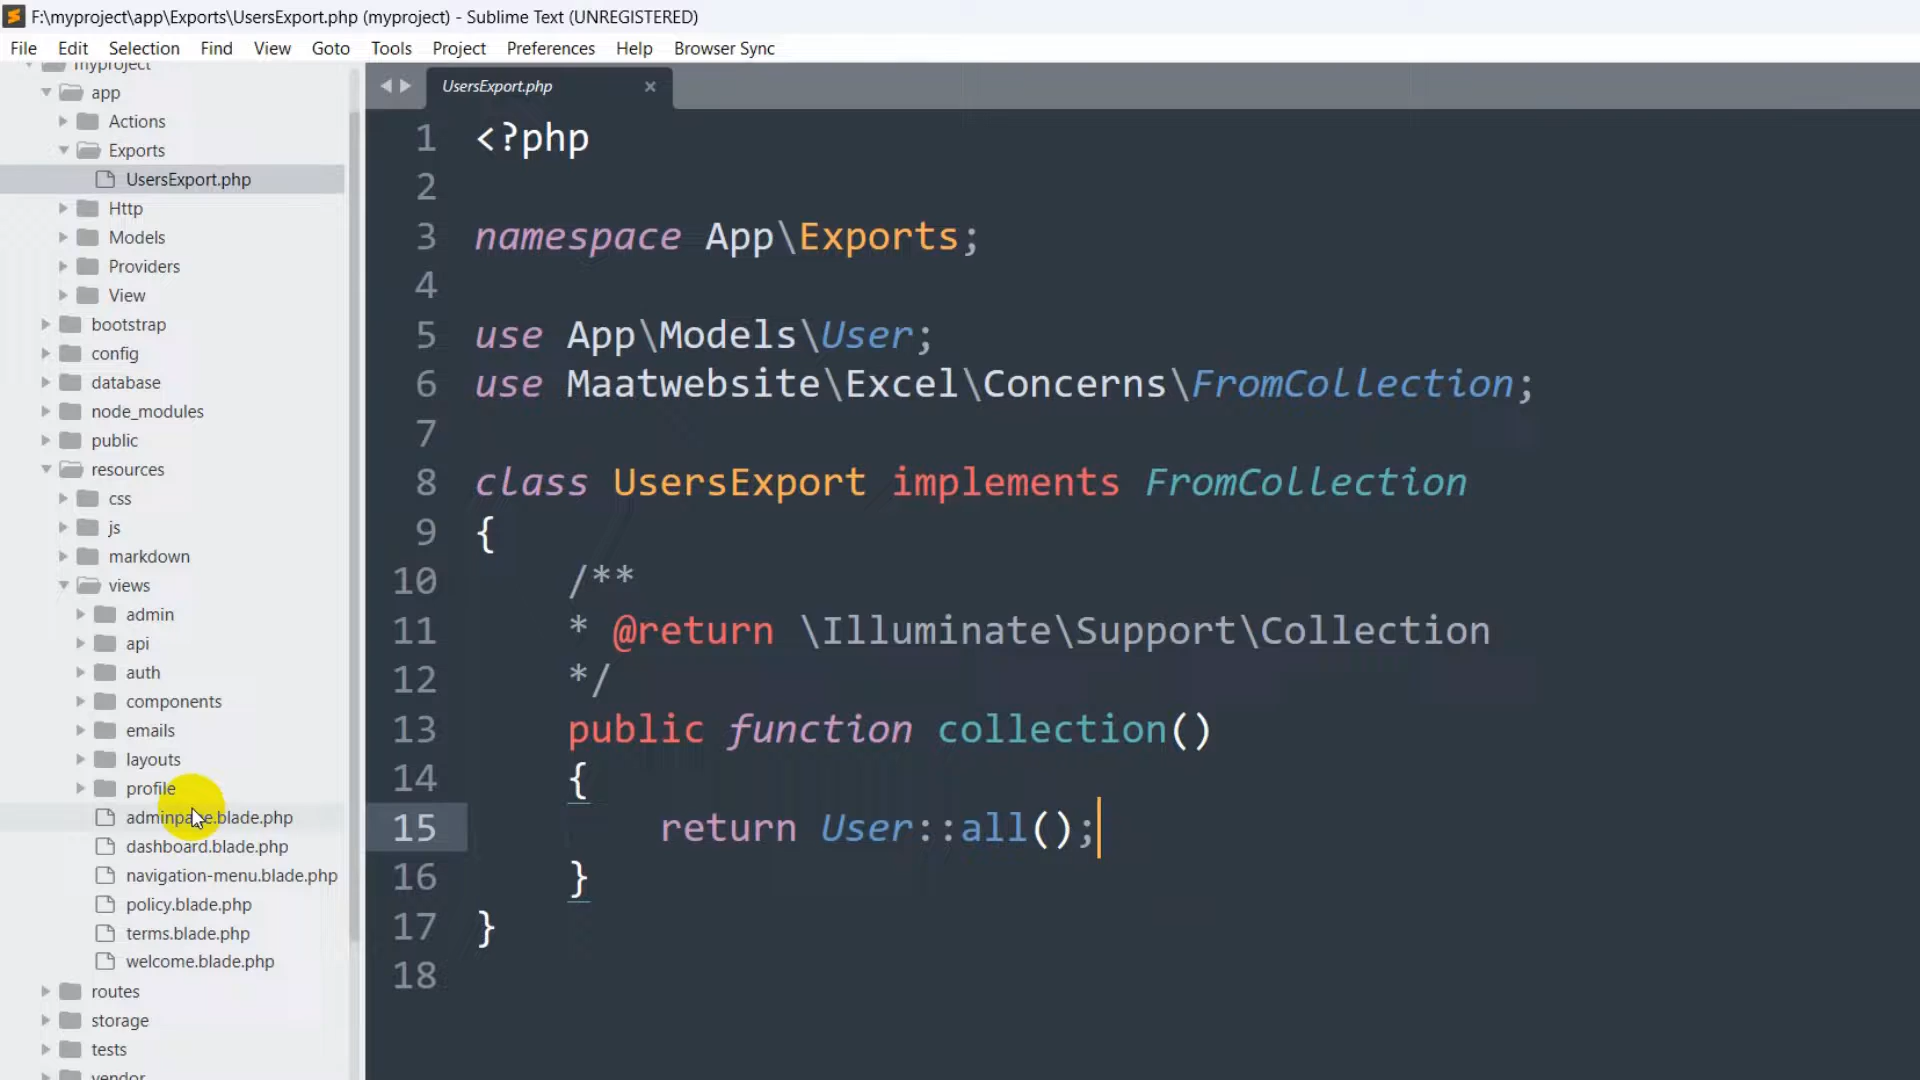 F:\myproject\app\Exports\UsersExport.php (myproject) - Sublime Text (UNREGISTERED)
File Edit Selection Find View Goto Tools Project Preferences Help Browser Sync
myproject
app
Actions
Exports
UsersExport.php
Http
Models
Providers
View
bootstrap
config
database
node_modules
public
resources
css
js
markdown
views
admin
api
auth
components
emails
layouts
profile
.blade.php
dashboard.blade.php
navigation-menu.blade.php
policy.blade.php
terms.blade.php
welcome.blade.php
routes
storage
tests
vendor
UsersExport.php
1 <?php
2
3 namespace App\Exports;
4
5 use App\Models\User;
6 use Maatwebsite\Excel\Concerns\FromCollection;
7
8 class UsersExport implements FromCollection
9 {
10 /**
11 * @return \Illuminate\Support\Collection
12 */
13 public function collection()
14 {
15 return User::all();
16 }
17 }
18